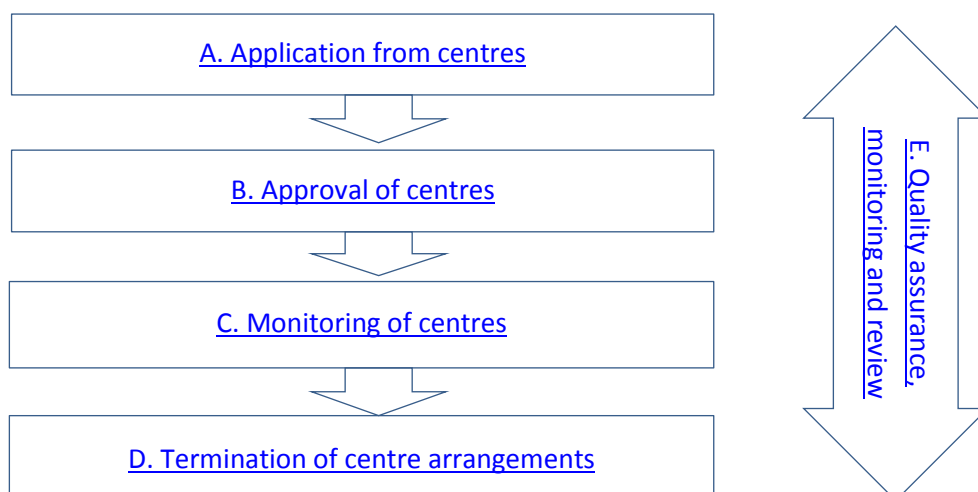 A. Application from centres
B. Approval of centres
C. Monitoring of centres
D. Termination of centre arrangements
E. Quality assurance,
monitoring and review